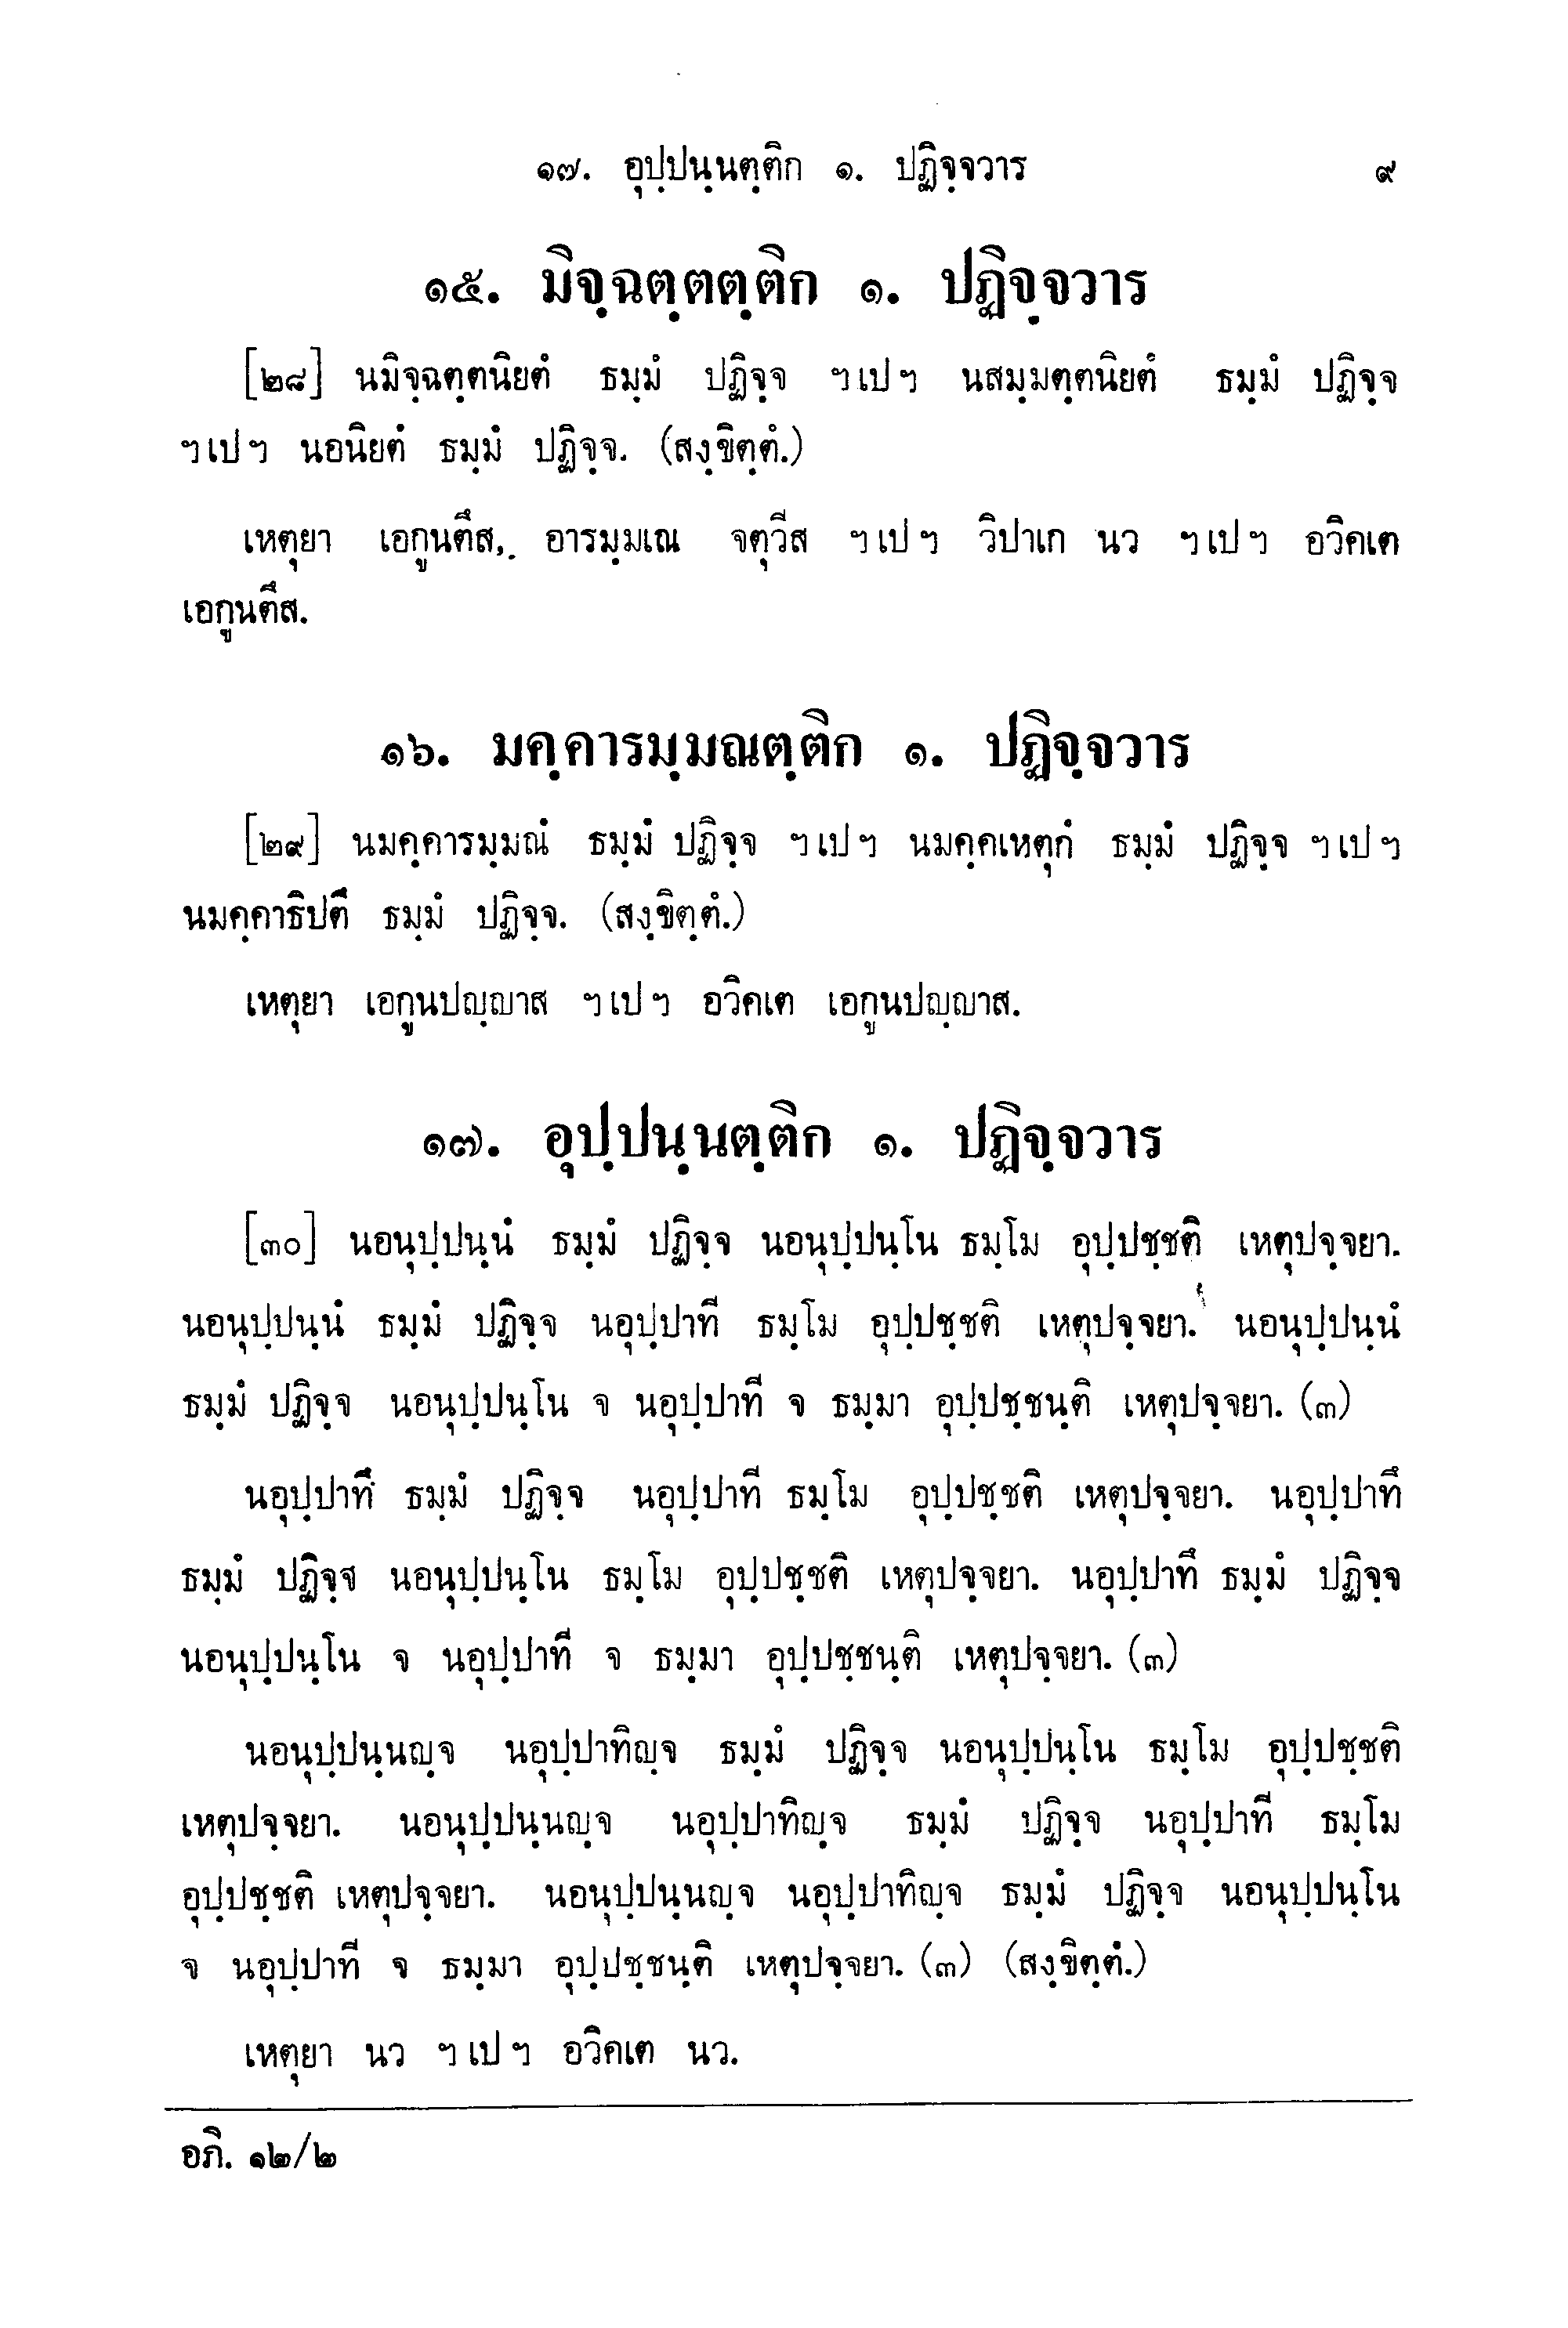 ๑๗. อุปฺปนฺนตฺติก ๑. ปฏิจฺจวาร ๙
๑๕. มิจฺฉตฺตตฺติก ๑. ปฏิจฺจวาร
[๒๘] นมิจฺฉตฺตนิยตํ ธมฺมํ ปฏิจฺจ ฯเปฯ นสมฺมตฺตนิยตํ ธมฺมํ ปฏิจฺจ
ฯเปฯ นอนิยตํ ธมฺมํ ปฏิจฺจ. (สงฺขิตฺตํ.)
เหตุยา เอกูนตึส, อารมฺมเณ จตุวีส ฯเปฯ วิปาเก นว ฯเปฯ อวิคเต
เอกูนตึส.
๑๖. มคฺคารมฺมณตฺติก ๑. ปฏิจฺจวาร
[๒๙] นมคฺคารมฺมณํ ธมฺมํ ปฏิจฺจ ฯเปฯ นมคฺคเหตุกํ ธมฺมํ ปฏิจฺจ ฯเปฯ
นมคฺคาธิปตึ ธมฺมํ ปฏิจฺจ. (สงฺขิตฺตํ.)
เหตุยา เอกูนปญฺญาส ฯเปฯ อวิคเต เอกูนปญฺญาส.
๑๗. อุปฺปนฺนตฺติก ๑. ปฏิจฺจวาร
[๓๐] นอนุปฺปนฺนํ ธมฺมํ ปฏิจฺจ นอนุปฺปนฺโน ธมฺโม อุปฺปชฺชติ เหตุปจฺจยา.
นอนุปฺปนฺนํ ธมฺมํ ปฏิจฺจ นอุปฺปาที ธมฺโม อุปฺปชฺชติ เหตุปจฺจยา. นอนุปฺปนฺนํ
ธมฺมํ ปฏิจฺจ นอนุปฺปนฺโน จ นอุปฺปาที จ ธมฺมา อุปฺปชฺชนฺติ เหตุปจฺจยา. (๓)
นอุปฺปาทึ ธมฺมํ ปฏิจฺจ นอุปฺปาที ธมฺโม อุปฺปชฺชติ เหตุปจฺจยา. นอุปฺปาทึ
ธมฺมํ ปฏิจฺจ นอนุปฺปนฺโน ธมฺโม อุปฺปชฺชติ เหตุปจฺจยา. นอุปฺปาทึ ธมฺมํ ปฏิจฺจ
นอนุปฺปนฺโน จ นอุปฺปาที จ ธมฺมา อุปฺปชฺชนฺติ เหตุปจฺจยา. (๓)
นอนุปฺปนฺนญฺจ นอุปฺปาทิญฺจ ธมฺมํ ปฏิจฺจ นอนุปฺปนฺโน ธมฺโม อุปฺปชฺชติ
เหตุปจฺจยา. นอนุปฺปนฺนญฺจ นอุปฺปาทิญฺจ ธมฺมํ ปฏิจฺจ นอุปฺปาที ธมฺโม
อุปฺปชฺชติ เหตุปจฺจยา. นอนุปฺปนฺนญฺจ นอุปฺปาทิญฺจ ธมฺมํ ปฏิจฺจ นอนุปฺปนฺโน
จ นอุปฺปาที จ ธมฺมา อุปฺปชฺชนฺติ เหตุปจฺจยา. (๓) (สงฺขิตฺตํ.)
เหตุยา นว ฯเปฯ อวิคเต นว.
อภิ. ๑๒/๒